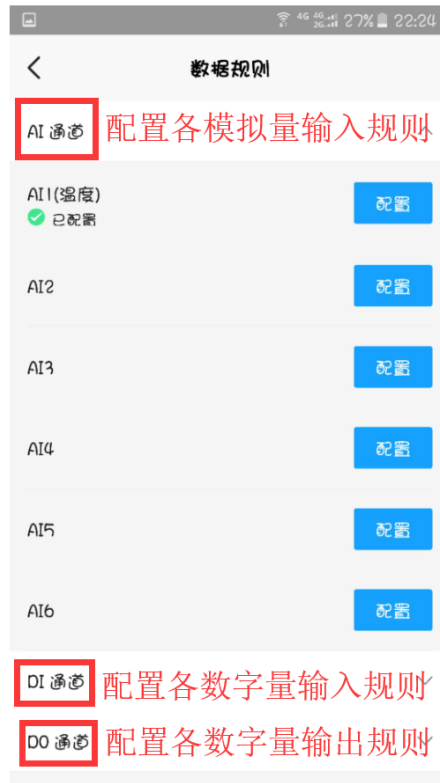 4G 4G 2G 27% 22:24
数据规则
AI 通道 配置各模拟量输入规则
AI1(温度) 配置
已配置
AI2 配置
AI3 配置
AI4 配置
AI5 配置
AI6 配置
DI 通道 配置各数字量输入规则
DO 通道 配置各数字量输出规则